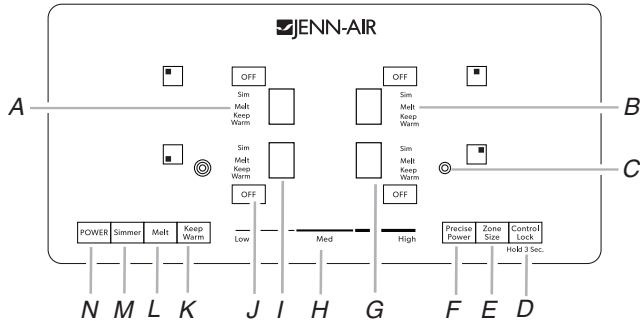 JENN-AIR
OFF OFF
Sim Sim
A Melt Melt B
Keep Warm Keep Warm
Sim Sim
Melt Melt
Keep Warm Keep Warm C
OFF OFF
POWER Simmer Melt Keep Warm
Low Med High
Precise Power Zone Size Control Lock
Hold 3 Sec.
N M L K J I H G F E D